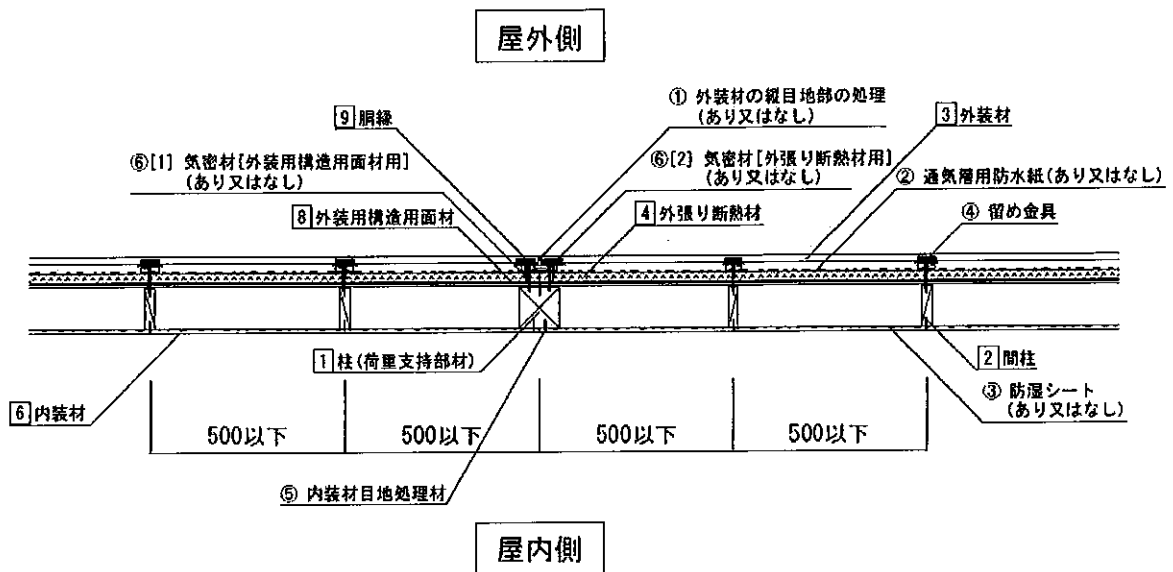 屋外側
① 外装材の縦目地部の処理
(あり又はなし)
9 胴縁
3 外装材
⑥[1] 気密材[外装用構造用面材用]
(あり又はなし)
⑥[2] 気密材[外張り断熱材用]
(あり又はなし)
② 通気層用防水紙(あり又はなし)
8 外装用構造用面材
4 外張り断熱材
④ 留め金具
1 柱(荷重支持部材)
2 間柱
6 内装材
③ 防湿シート
(あり又はなし)
500以下
500以下
500以下
500以下
⑤ 内装材目地処理材
屋内側